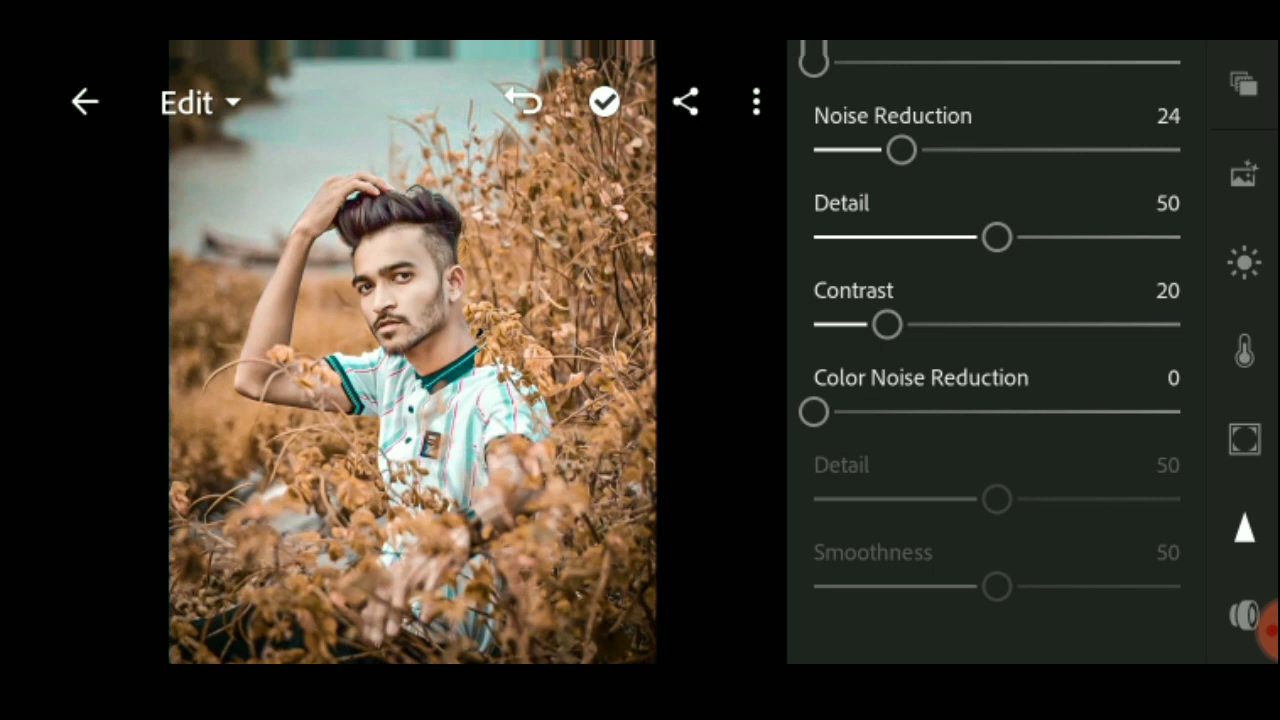 Edit
Noise Reduction 24
Detail 50
Contrast 20
Color Noise Reduction 0
Detail 50
Smoothness 50